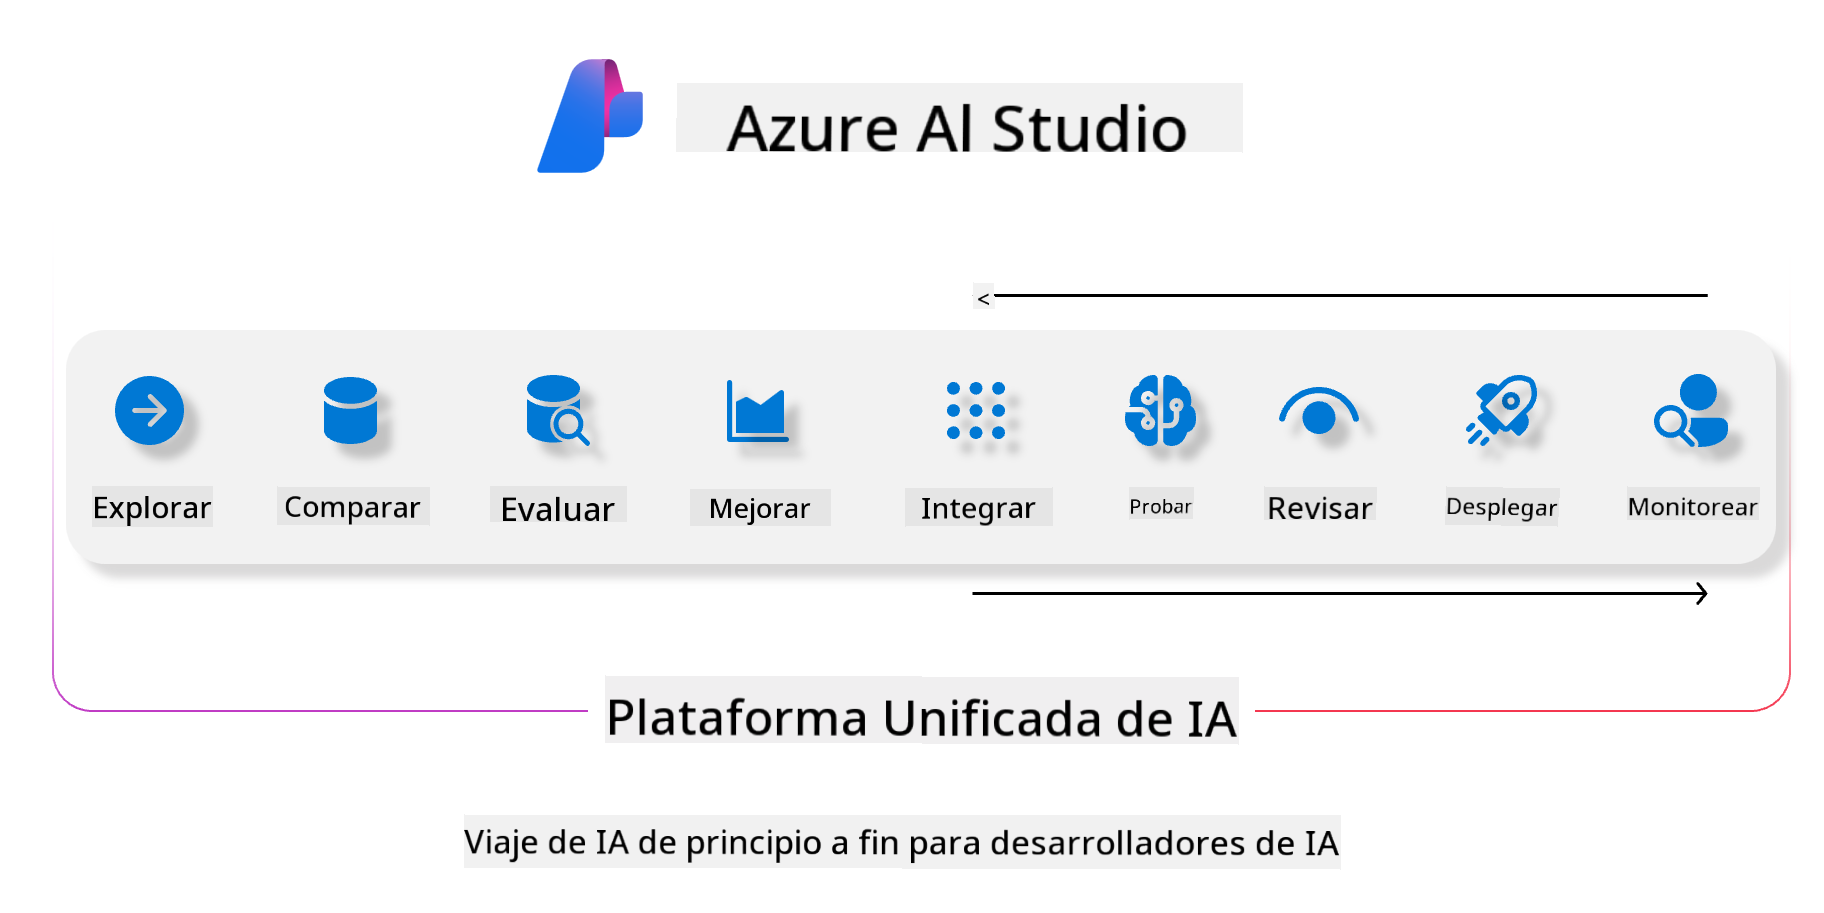 Azure Al Studio
<
Explorar Comparar Evaluar Mejorar Integrar Probar Revisar Desplegar Monitorear
Plataforma Unificada de IA
Viaje de IA de principio a fin para desarrolladores de IA